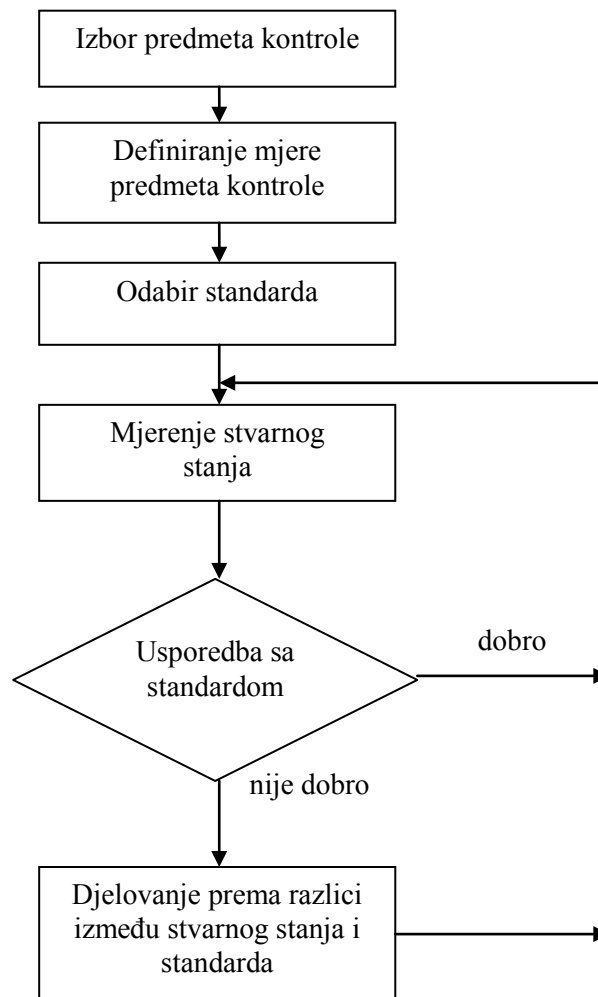 Izbor predmeta kontrole
Definiranje mjere
predmeta kontrole
Odabir standarda
Mjerenje stvarnog
stanja
Usporedba sa
standardom
dobro
nije dobro
Djelovanje prema razlici
između stvarnog stanja i
standarda